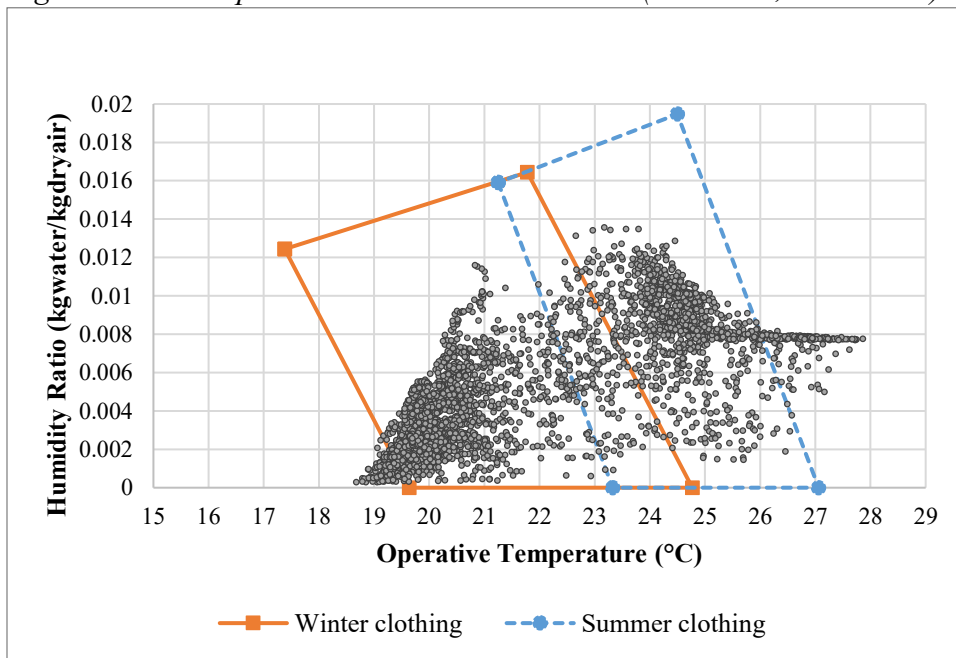 Humidity Ratio (kgwater/kgdryair)
0.02
0.018
0.016
0.014
0.012
0.01
0.008
0.006
0.004
0.002
0
15 16 17 18 19 20 21 22 23 24 25 26 27 28 29
Operative Temperature (°C)
Winter clothing Summer clothing